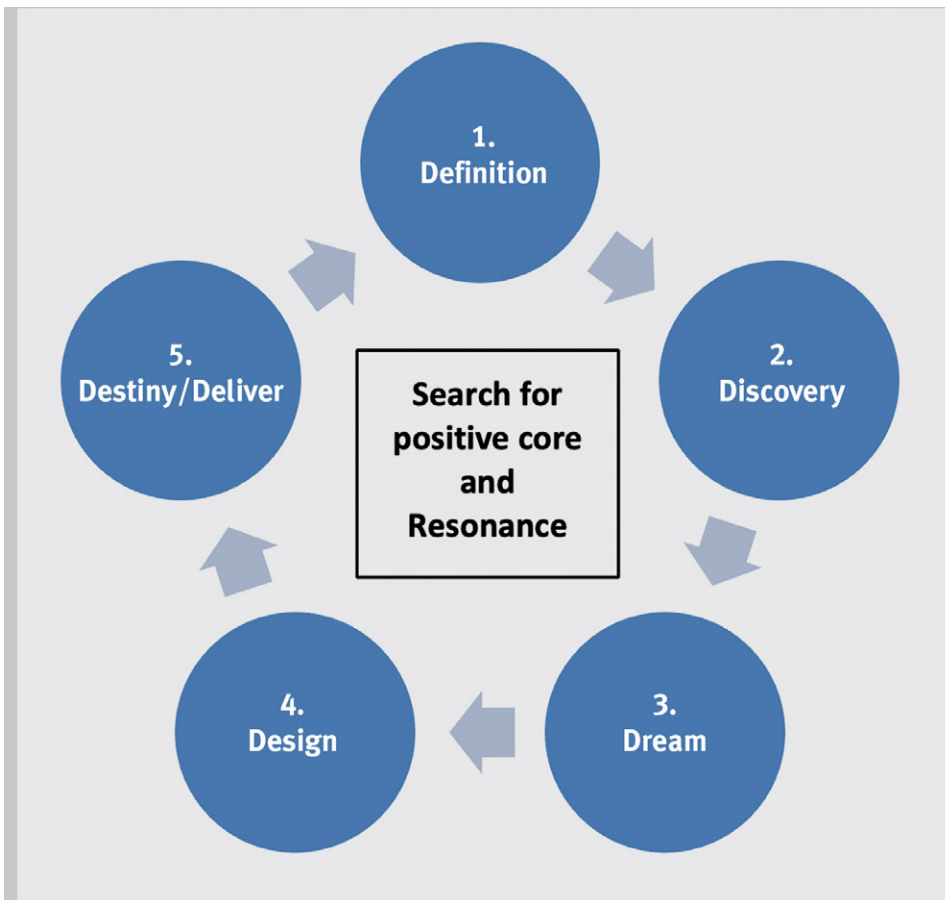 1.
Definition
2.
Discovery
3.
Dream
4.
Design
5.
Destiny/Deliver
Search for
positive core
and
Resonance